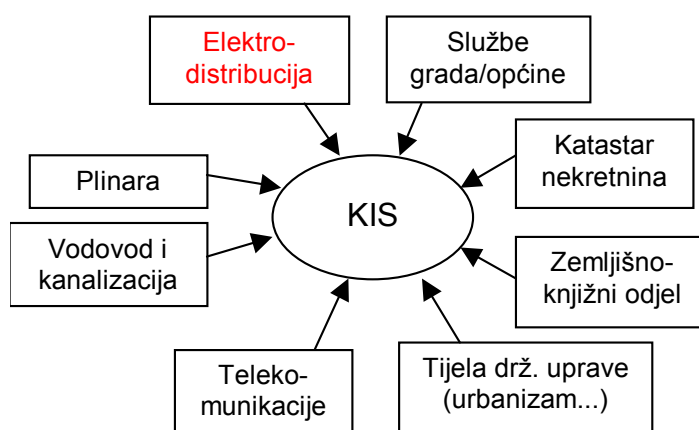 Elektro-
distribucija
Službe
grada/općine
Plinara
Katastar
nekretnina
KIS
Vodovod i
kanalizacija
Zemljišno-
knjižni odjel
Teleko-
munikacije
Tijela drž. uprave
(urbanizam...)